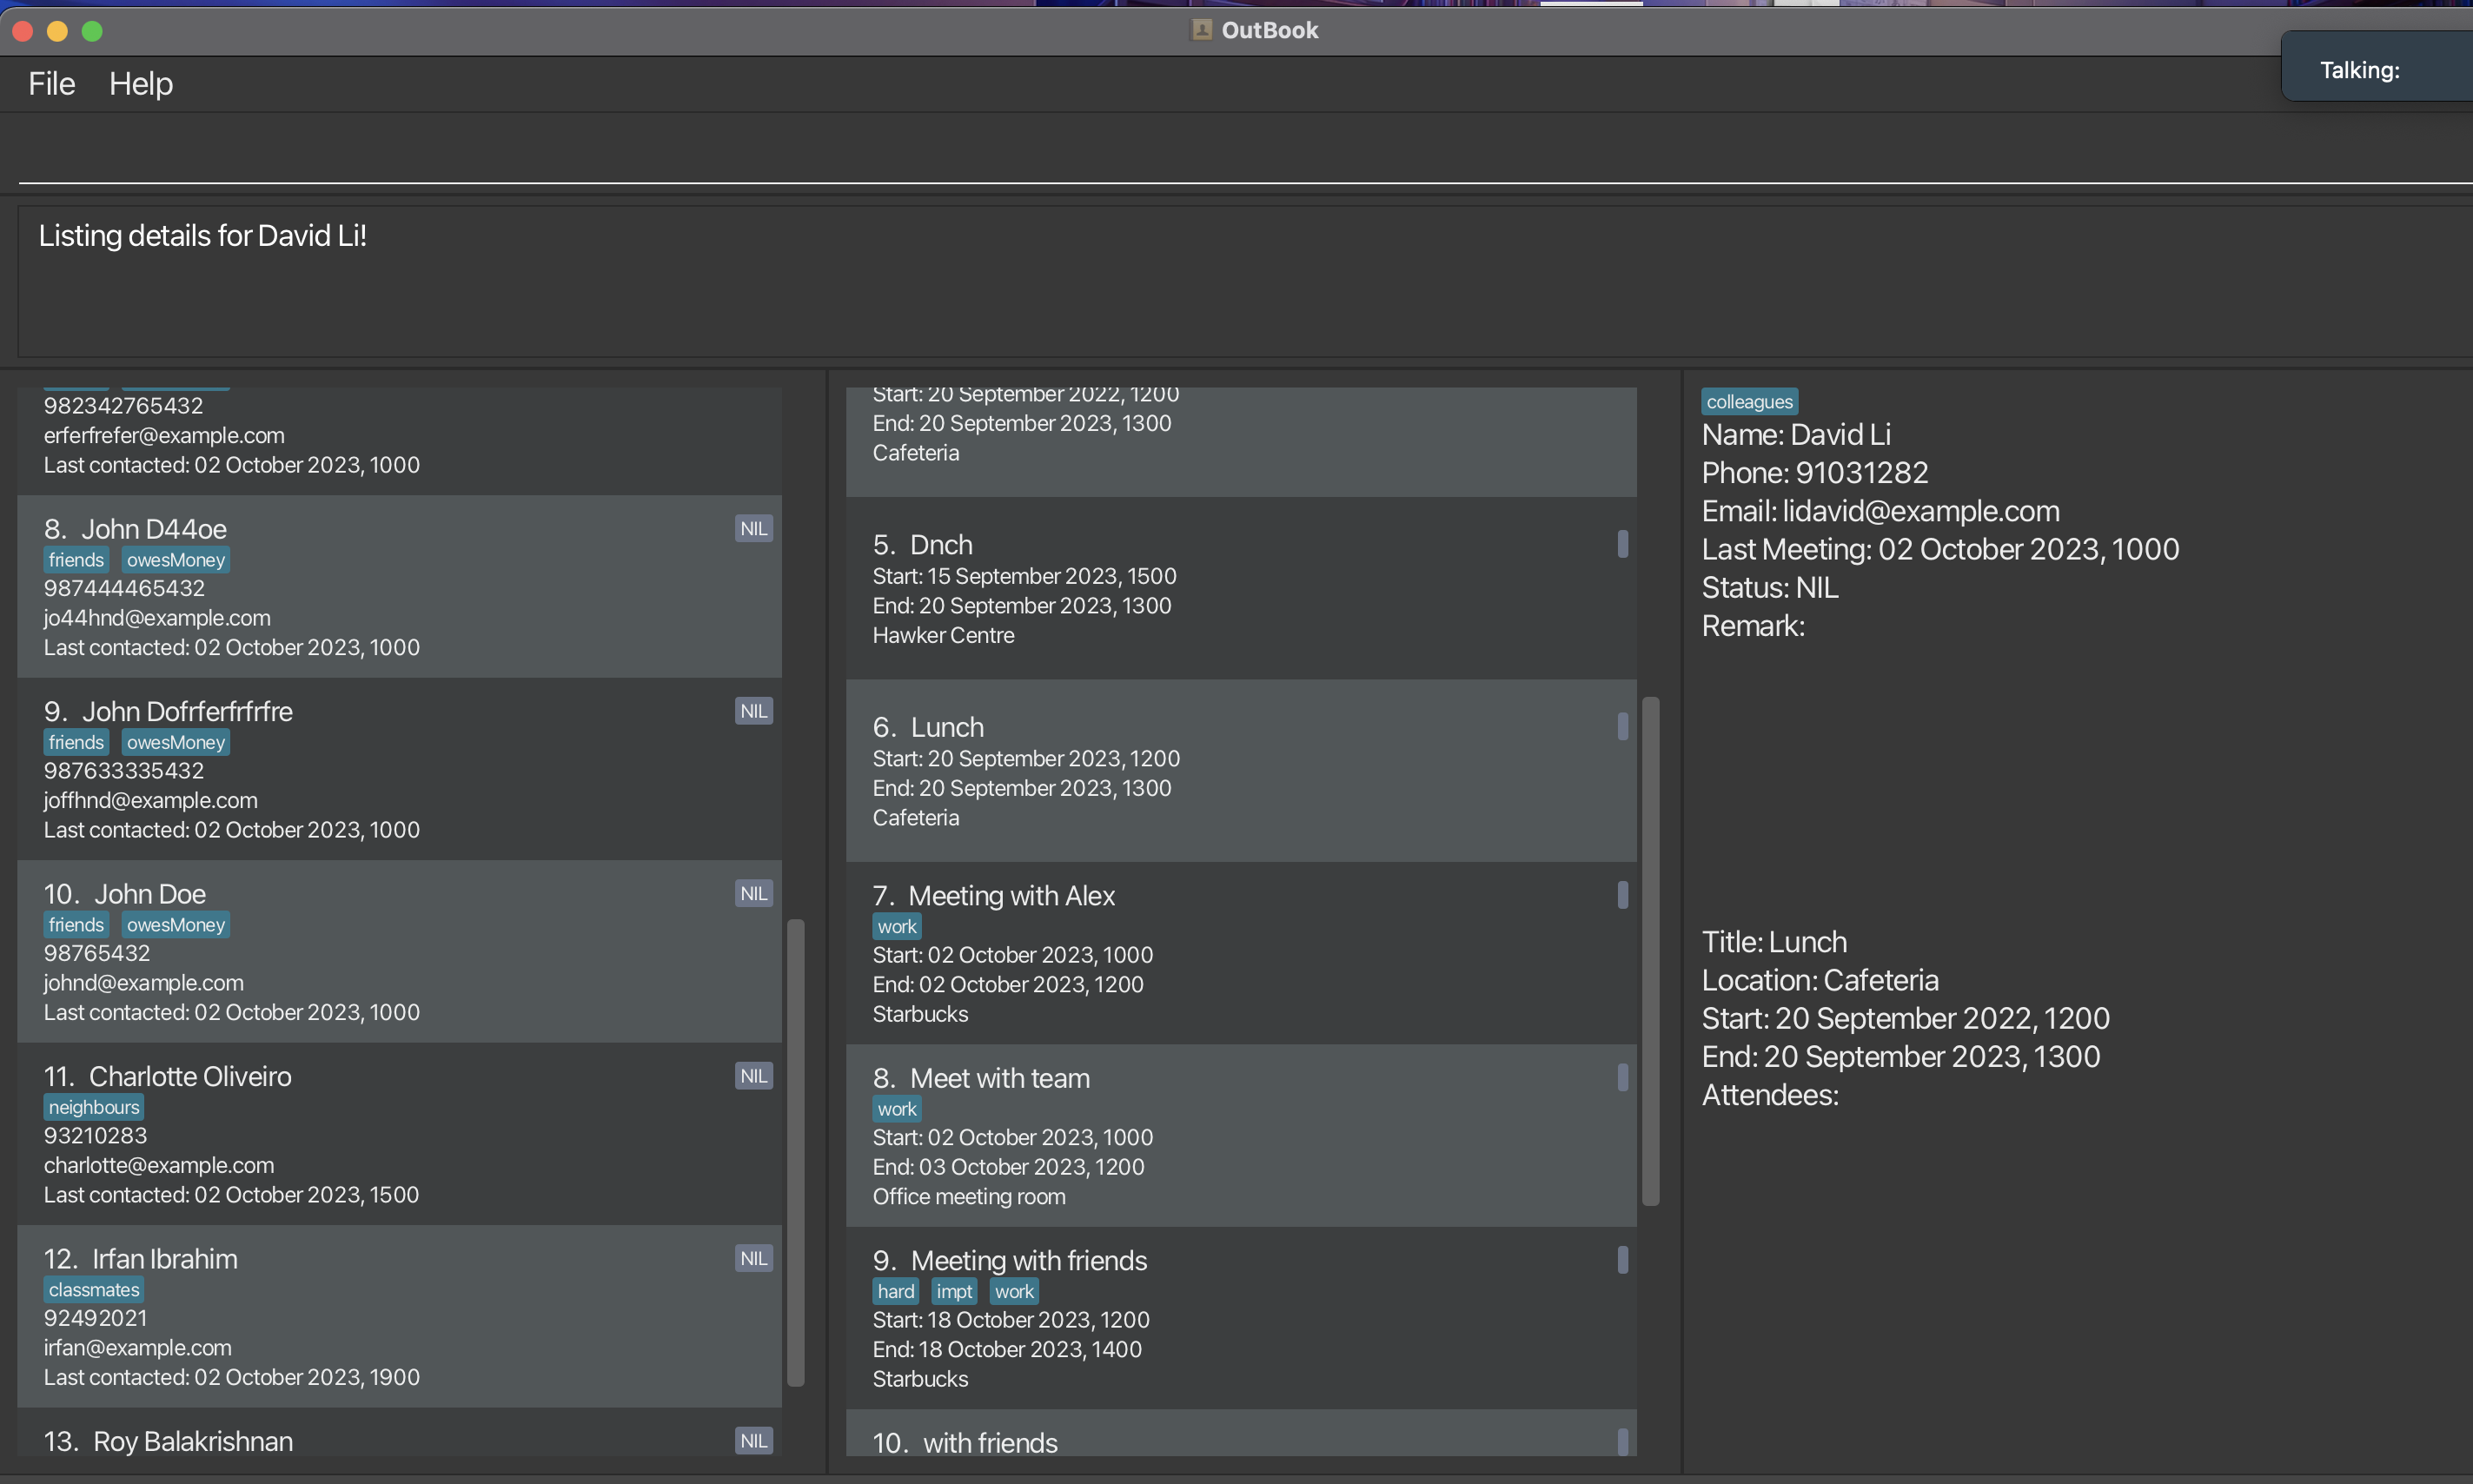 OutBook
Talking:
File Help
Listing details for David Li!
982342765432
erferfrefer@example.com
Last contacted: 02 October 2023, 1000
8. John D44oe
NIL
friends owesMoney
987444465432
jo44hnd@example.com
Last contacted: 02 October 2023, 1000
9. John Dofrferfrfrfre
NIL
friends owesMoney
987633335432
joffhnd@example.com
Last contacted: 02 October 2023, 1000
10. John Doe
NIL
friends owesMoney
98765432
johnd@example.com
Last contacted: 02 October 2023, 1000
11. Charlotte Oliveiro
NIL
neighbours
93210283
charlotte@example.com
Last contacted: 02 October 2023, 1500
12. Irfan Ibrahim
NIL
classmates
92492021
irfan@example.com
Last contacted: 02 October 2023, 1900
13. Roy Balakrishnan
NIL
Start: 20 September 2022, 1200
End: 20 September 2023, 1300
Cafeteria
5. Dnch
Start: 15 September 2023, 1500
End: 20 September 2023, 1300
Hawker Centre
6. Lunch
Start: 20 September 2023, 1200
End: 20 September 2023, 1300
Cafeteria
7. Meeting with Alex
work
Start: 02 October 2023, 1000
End: 02 October 2023, 1200
Starbucks
8. Meet with team
work
Start: 02 October 2023, 1000
End: 03 October 2023, 1200
Office meeting room
9. Meeting with friends
hard impt work
Start: 18 October 2023, 1200
End: 18 October 2023, 1400
Starbucks
10. with friends
colleagues
Name: David Li
Phone: 91031282
Email: lidavid@example.com
Last Meeting: 02 October 2023, 1000
Status: NIL
Remark:
Title: Lunch
Location: Cafeteria
Start: 20 September 2022, 1200
End: 20 September 2023, 1300
Attendees: